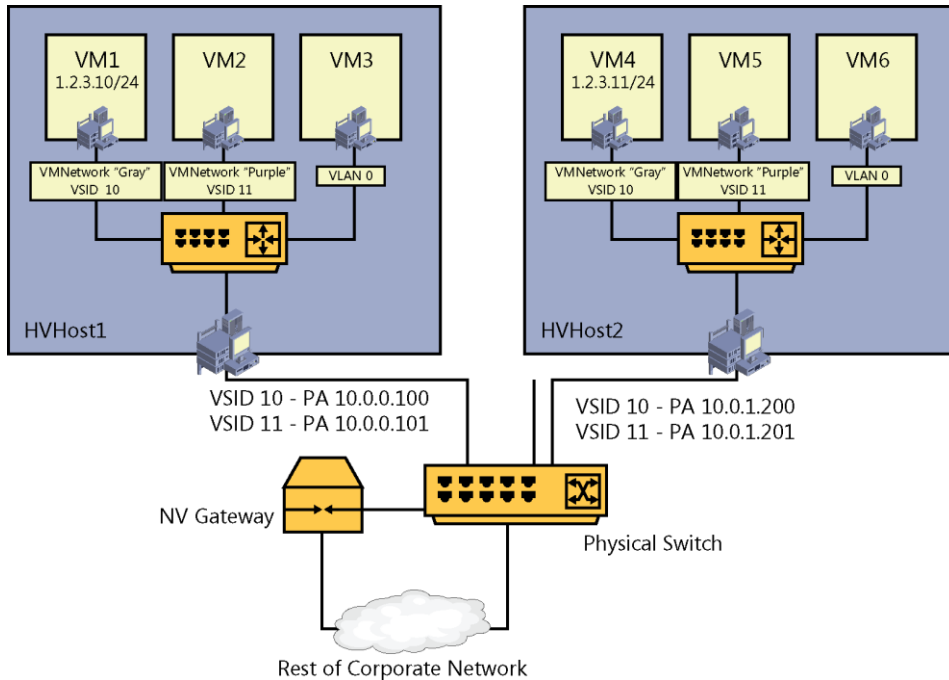 VM1
1.2.3.10/24
VM2
VM3
VMNetwork "Gray"
VSID 10
VMNetwork "Purple"
VSID 11
VLAN 0
HVHost1
VM4
1.2.3.11/24
VM5
VM6
VMNetwork "Gray"
VSID 10
VMNetwork "Purple"
VSID 11
VLAN 0
HVHost2
VSID 10 - PA 10.0.0.100
VSID 11 - PA 10.0.0.101
VSID 10 - PA 10.0.1.200
VSID 11 - PA 10.0.1.201
NV Gateway
Physical Switch
Rest of Corporate Network